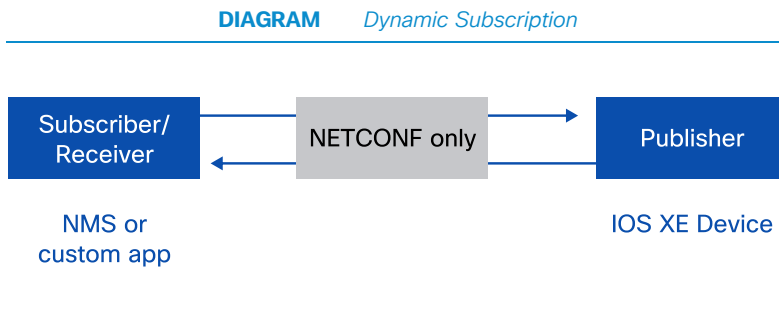 DIAGRAM Dynamic Subscription
Subscriber/
Receiver
NETCONF only
Publisher
NMS or
custom app
IOS XE Device